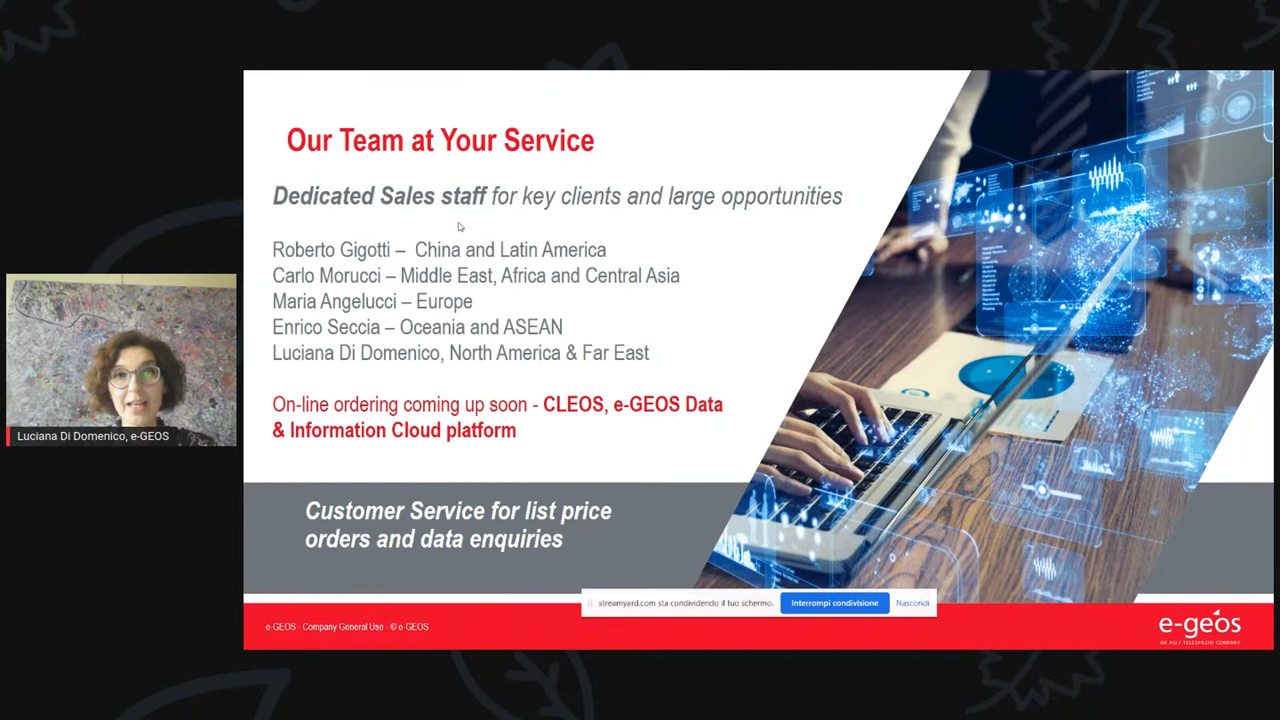 Our Team at Your Service
Dedicated Sales staff for key clients and large opportunities
Roberto Gigotti – China and Latin America
Carlo Morucci – Middle East, Africa and Central Asia
Maria Angelucci – Europe
Enrico Seccia – Oceania and ASEAN
Luciana Di Domenico, North America & Far East
On-line ordering coming up soon - CLEOS, e-GEOS Data
& Information Cloud platform
Luciana Di Domenico, e-GEOS
Customer Service for list price
orders and data enquiries
streamyard.com sta condividendo il tuo schermo. Interrompi condivisione Nascondi
e-GEOS - Company General Use - © e-GEOS
e-geos
AN ASI / TELESPAZIO COMPANY